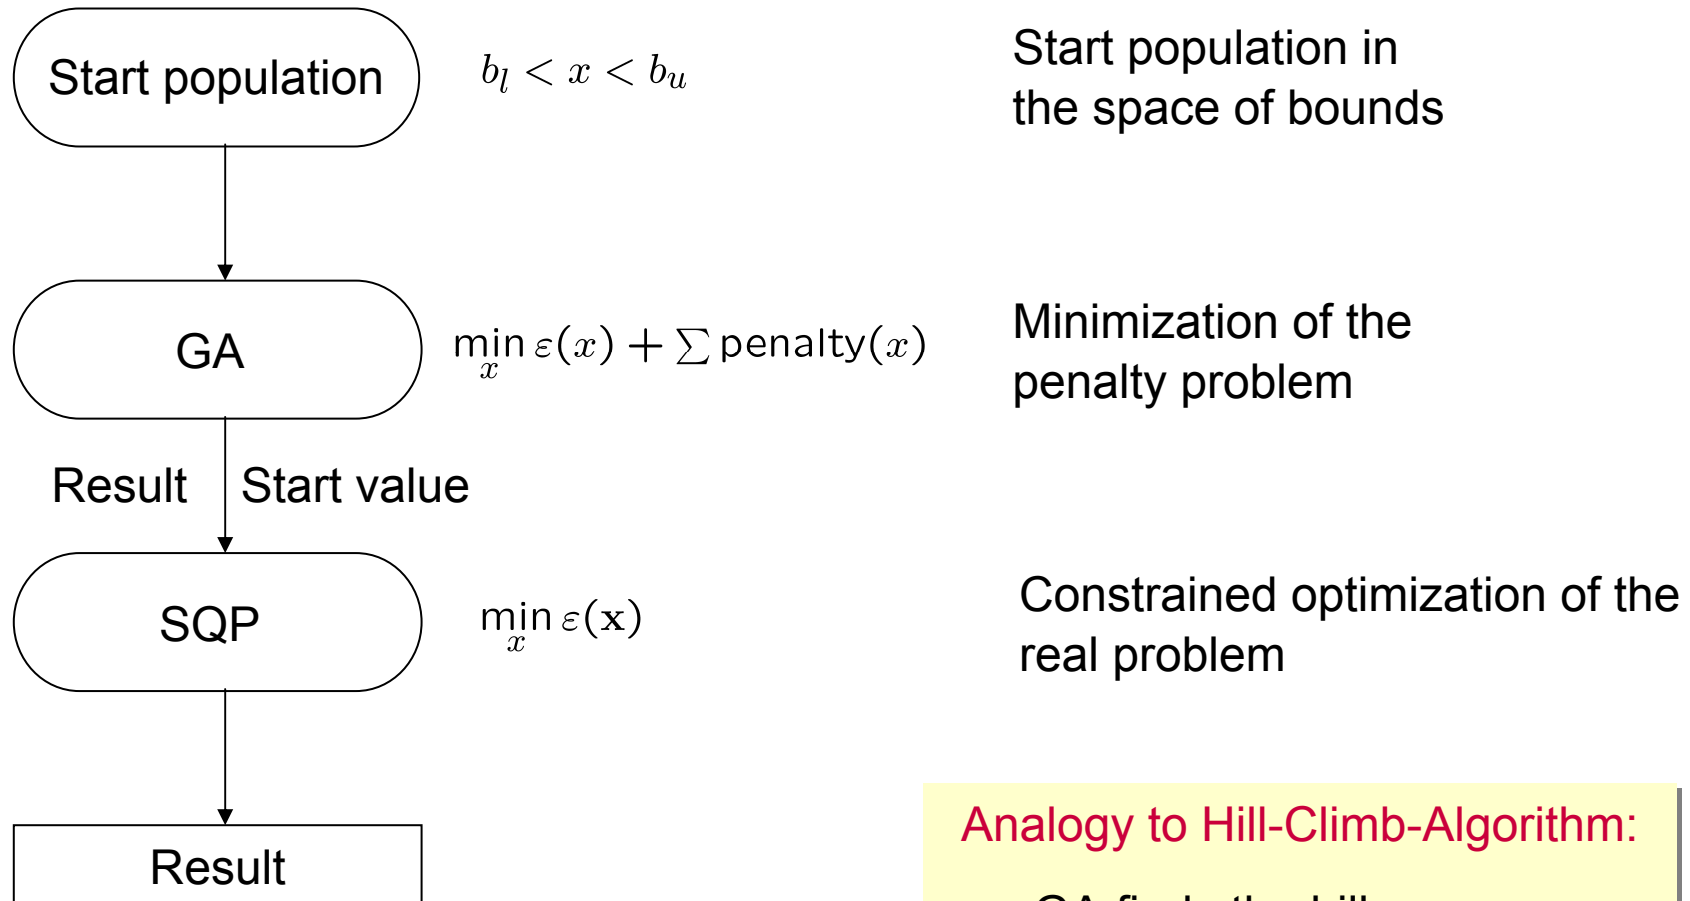 Start population
b_l < x < b_u
Start population in
the space of bounds
GA
min_x ε(x) + ∑ penalty(x)
Minimization of the
penalty problem
Result
Start value
SQP
min_x ε(𝐱)
Constrained optimization of the
real problem
Result
Analogy to Hill-Climb-Algorithm: